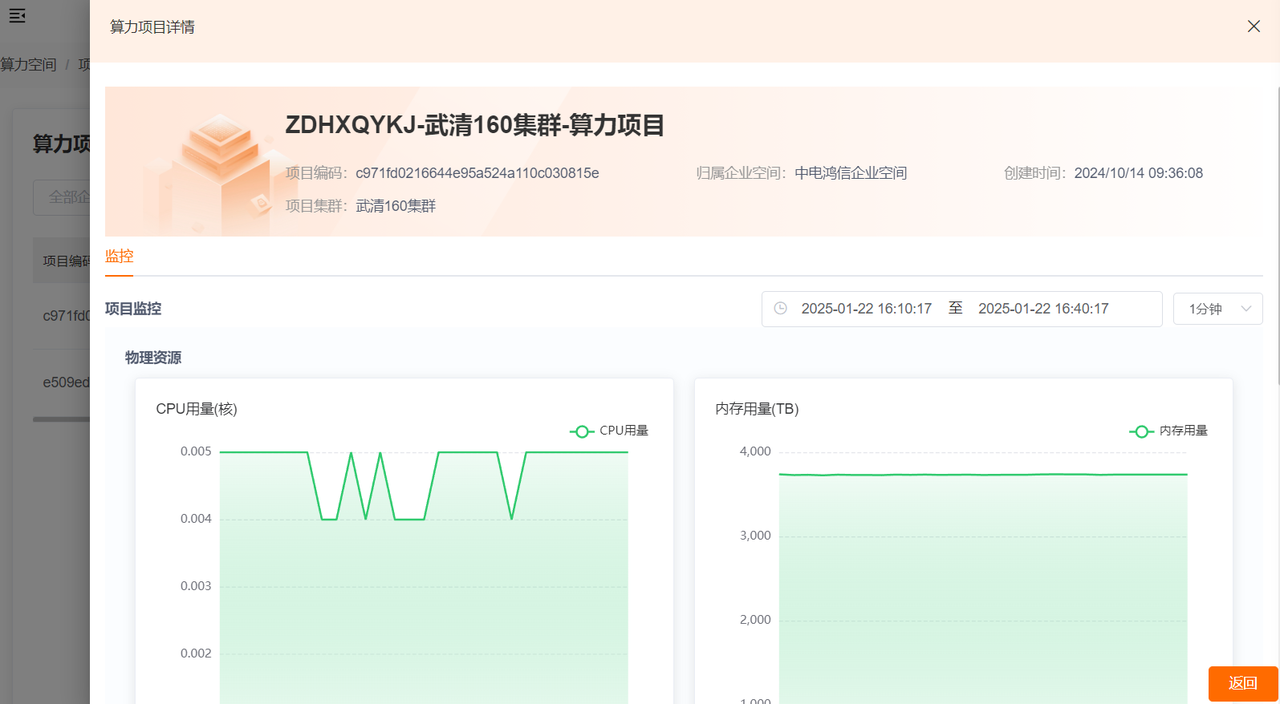 算力项目详情
算力空间 / 项
算力项
全部企
项目编码
c971fd0
e509ed
ZDHXQYKJ-武清160集群-算力项目
项目编码： c971fd0216644e95a524a110c030815e 归属企业空间： 中电鸿信企业空间 创建时间： 2024/10/14 09:36:08
项目集群： 武清160集群
监控
项目监控 2025-01-22 16:10:17 至 2025-01-22 16:40:17 1分钟
物理资源
CPU用量(核)
CPU用量
0.005
0.004
0.003
0.002
内存用量(TB)
内存用量
4,000
3,000
2,000
1,000
返回